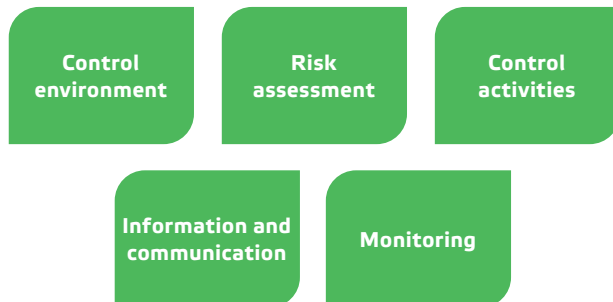 Control
environment
Risk
assessment
Control
activities
Information and
communication
Monitoring